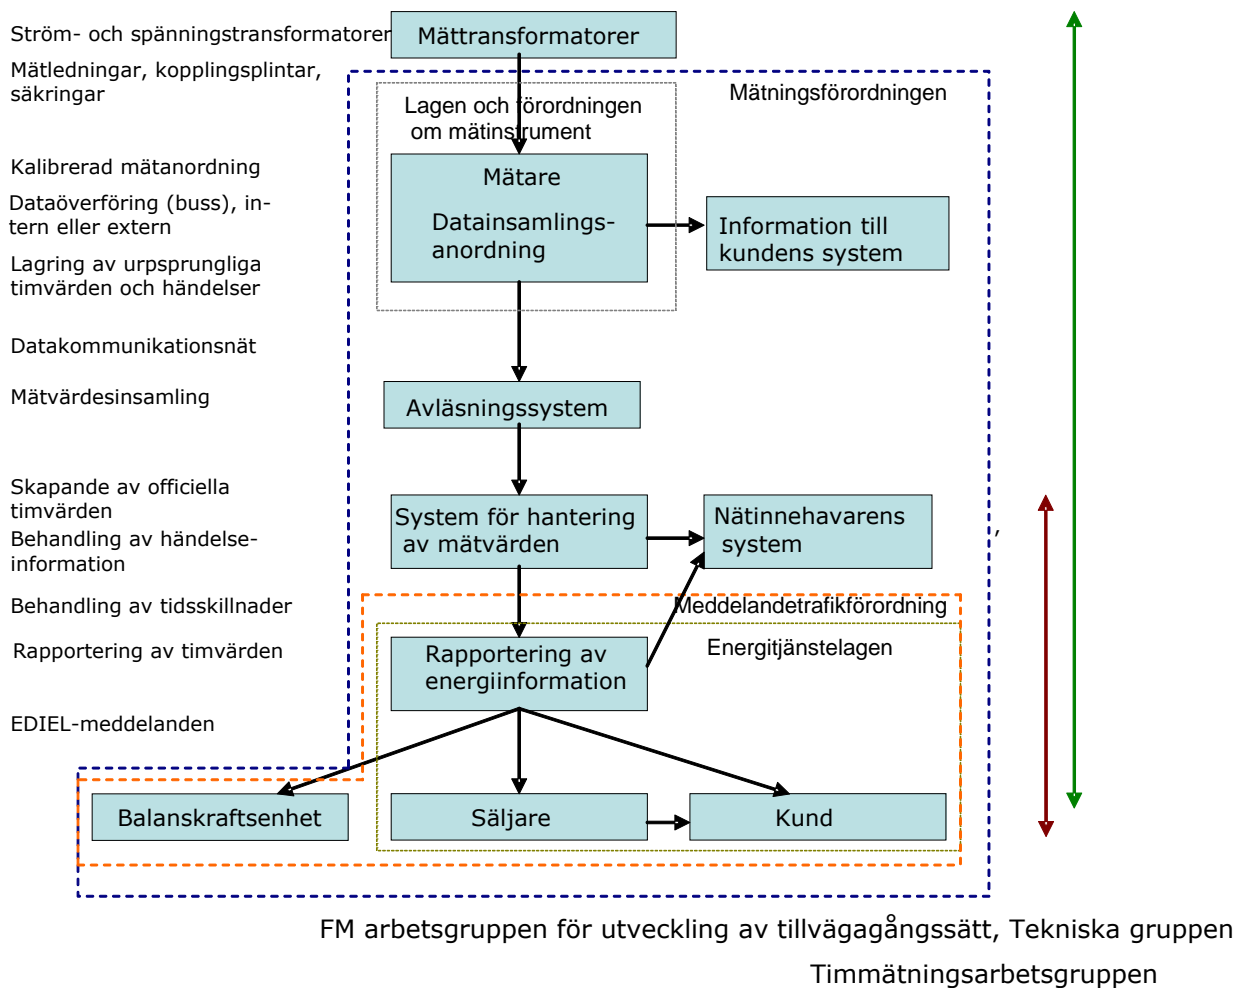 Ström- och spänningstransformatorer
Mättransformatorer
Mätledningar, kopplingsplintar,
säkringar
Mätningsförordningen
Lagen och förordningen
om mätinstrument
Kalibrerad mätanordning
Mätare
Dataöverföring (buss), in-
tern eller extern
Datainsamlings-
anordning
Information till
kundens system
Lagring av urpsprungliga
timvärden och händelser
Datakommunikationsnät
Mätvärdesinsamling
Avläsningssystem
Skapande av officiella
timvärden
System för hantering
av mätvärden
Nätinnehavarens
system
,
Behandling av händelse-
information
Behandling av tidsskillnader
Meddelandetrafikförordning
Rapportering av timvärden
Rapportering av
energiinformation
Energitjänstelagen
EDIEL-meddelanden
Balanskraftsenhet
Säljare
Kund
FM arbetsgruppen för utveckling av tillvägagångssätt, Tekniska gruppen
Timmätningsarbetsgruppen